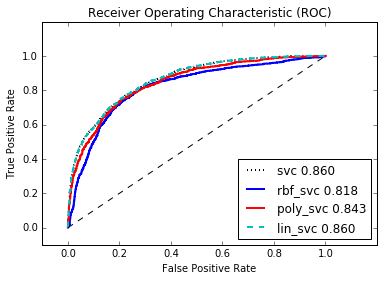 Receiver Operating Characteristic (ROC)
True Positive Rate
1.0
0.8
0.6
0.4
0.2
0.0
svc 0.860
rbf_svc 0.818
poly_svc 0.843
lin_svc 0.860
0.0 0.2 0.4 0.6 0.8 1.0
False Positive Rate